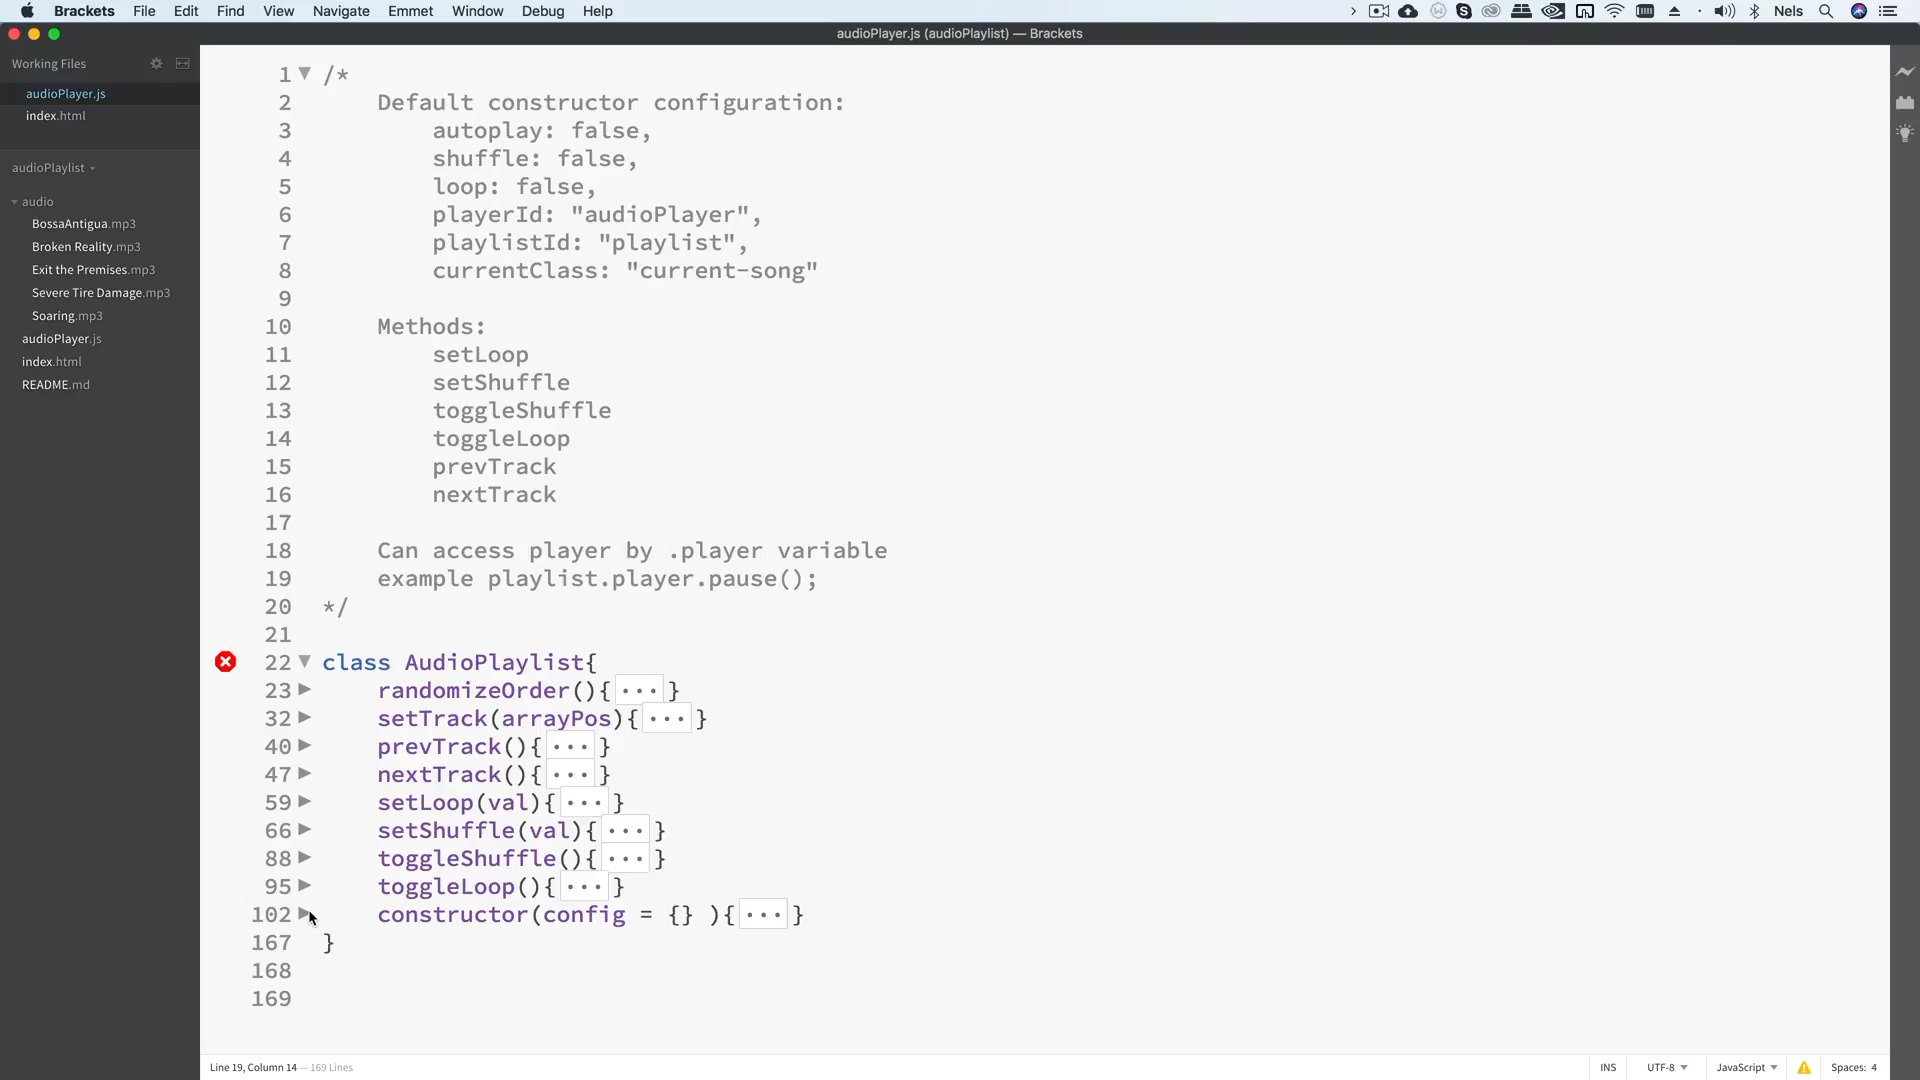 Brackets File Edit Find View Navigate Emmet Window Debug Help Nels
audioPlayer.js (audioPlaylist) — Brackets
Working Files
audioPlayer.js
index.html
audioPlaylist
audio
BossaAntigua.mp3
Broken Reality.mp3
Exit the Premises.mp3
Severe Tire Damage.mp3
Soaring.mp3
audioPlayer.js
index.html
README.md
1 /*
2 Default constructor configuration:
3 autoplay: false,
4 shuffle: false,
5 loop: false,
6 playerId: "audioPlayer",
7 playlistId: "playlist",
8 currentClass: "current-song"
9
10 Methods:
11 setLoop
12 setShuffle
13 toggleShuffle
14 toggleLoop
15 prevTrack
16 nextTrack
17
18 Can access player by .player variable
19 example playlist.player.pause();
20 */
21
22 class AudioPlaylist{
23 randomizeOrder(){...}
32 setTrack(arrayPos){...}
40 prevTrack(){...}
47 nextTrack(){...}
59 setLoop(val){...}
66 setShuffle(val){...}
88 toggleShuffle(){...}
95 toggleLoop(){...}
102 constructor(config = {} ){...}
167 }
168
169
Line 19, Column 14 — 169 Lines INS UTF-8 JavaScript Spaces: 4